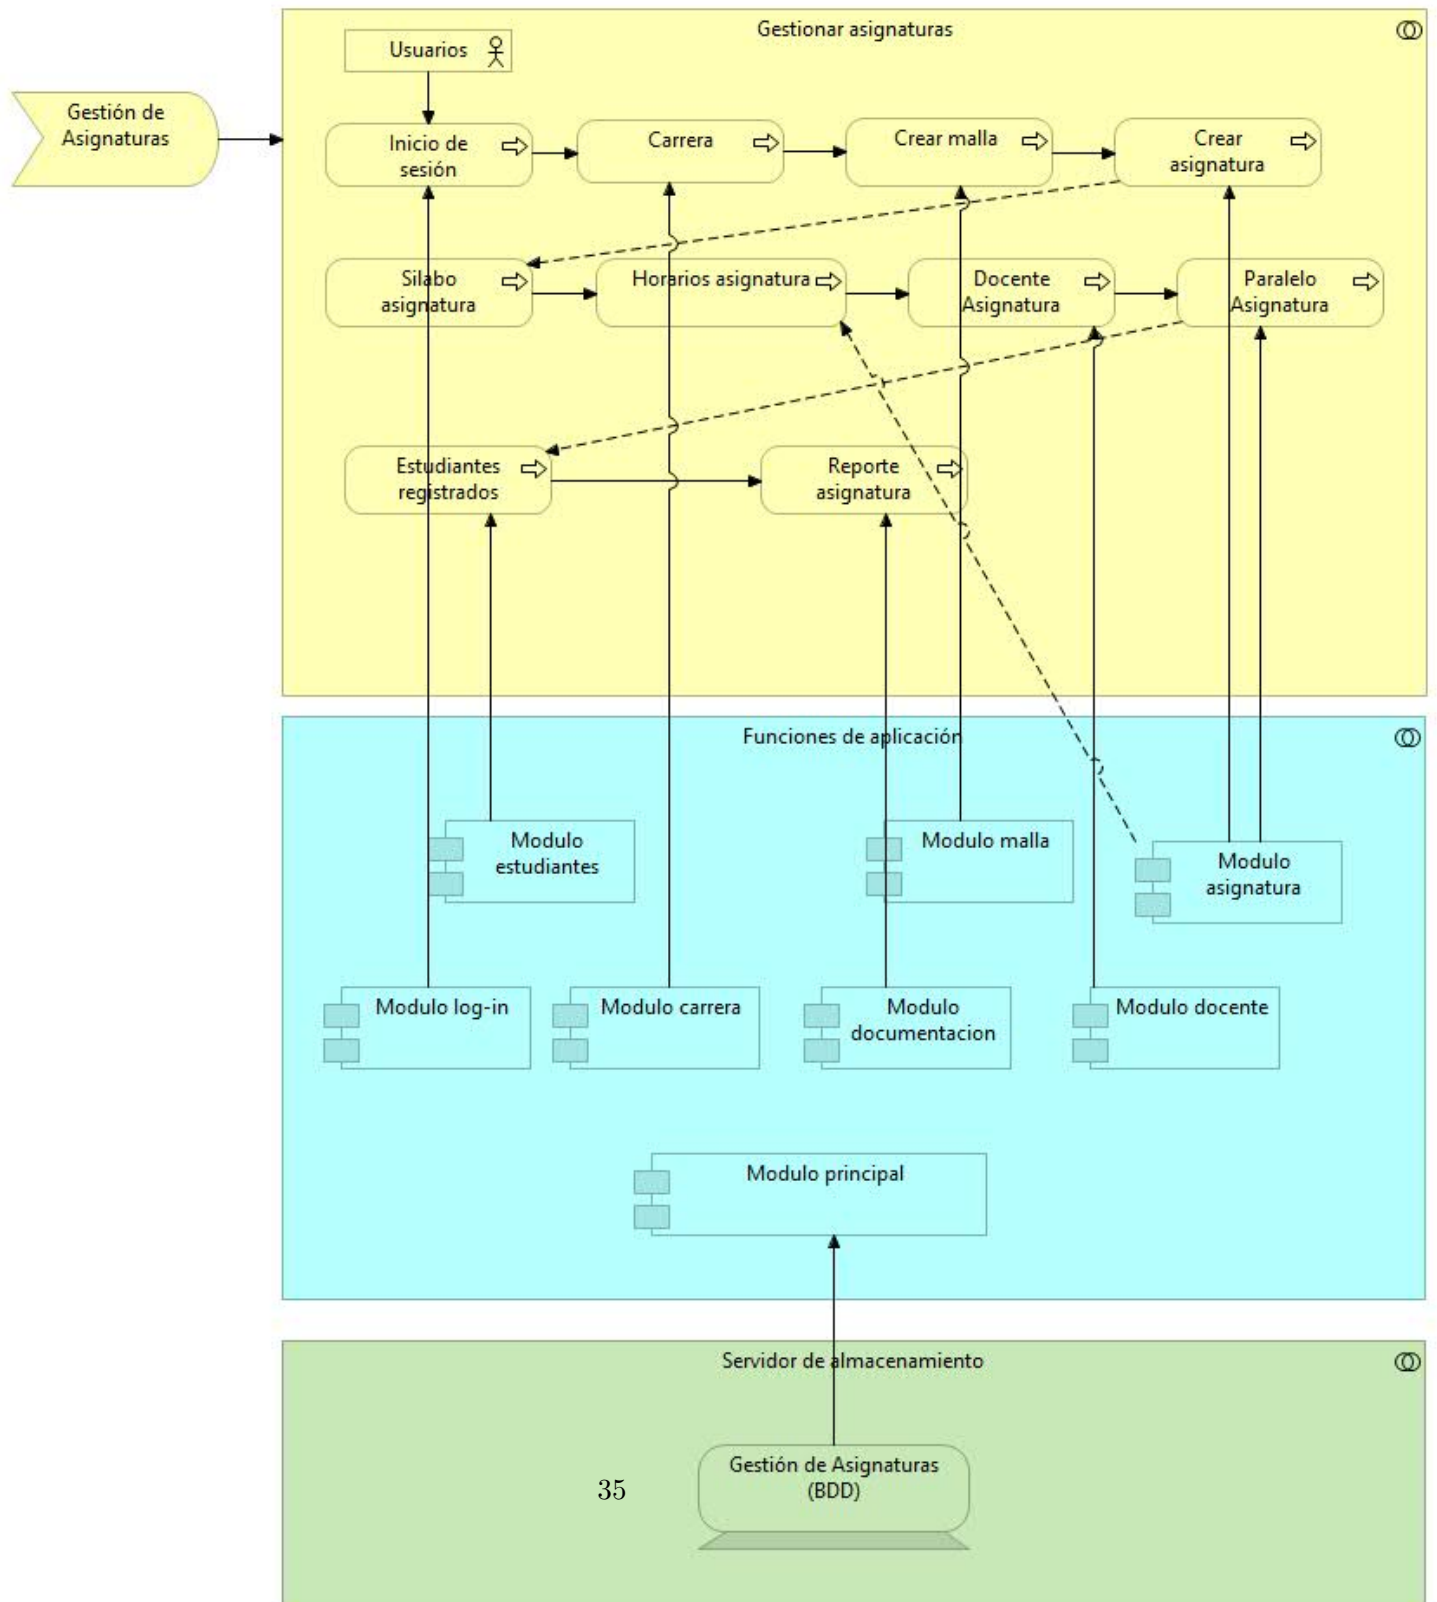 Gestionar asignaturas
Usuarios
Gestión de
Asignaturas
Inicio de
sesión
Carrera
Crear malla
Crear
asignatura
Silabo
asignatura
Horarios asignatura
Docente
Asignatura
Paralelo
Asignatura
Estudiantes
registrados
Reporte
asignatura
Funciones de aplicación
Modulo
estudiantes
Modulo malla
Modulo
asignatura
Modulo log-in
Modulo carrera
Modulo
documentacion
Modulo docente
Modulo principal
Servidor de almacenamiento
Gestión de Asignaturas
(BDD)
35